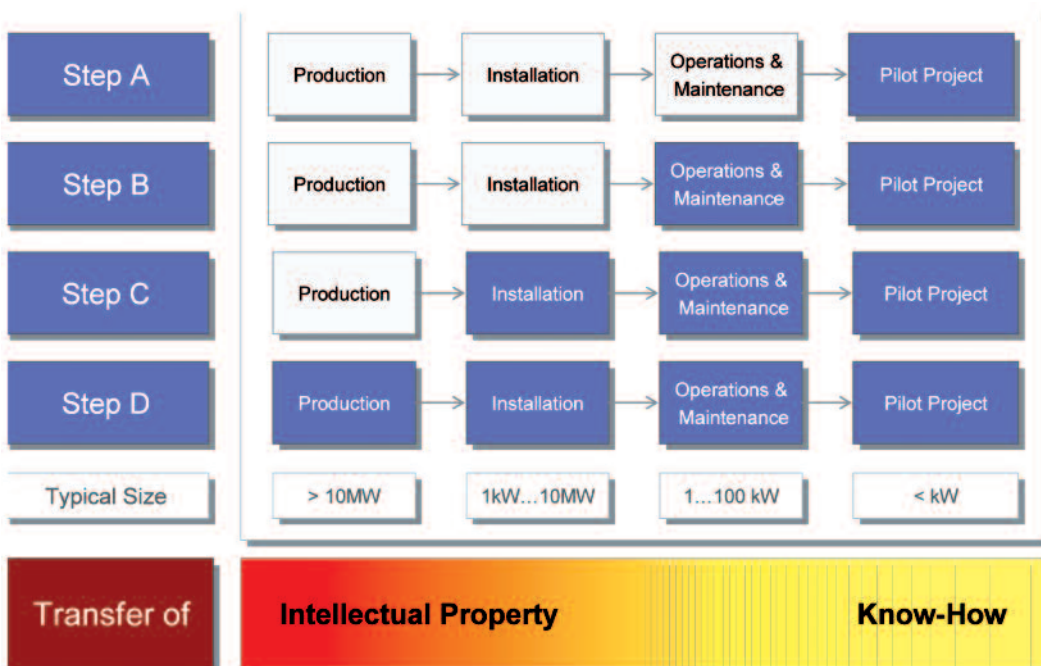 Step A
Production
Installation
Operations &
Maintenance
Pilot Project
Step B
Production
Installation
Operations &
Maintenance
Pilot Project
Step C
Production
Installation
Operations &
Maintenance
Pilot Project
Step D
Production
Installation
Operations &
Maintenance
Pilot Project
Typical Size
> 10MW
1kW...10MW
1...100 kW
< kW
Transfer of
Intellectual Property
Know-How